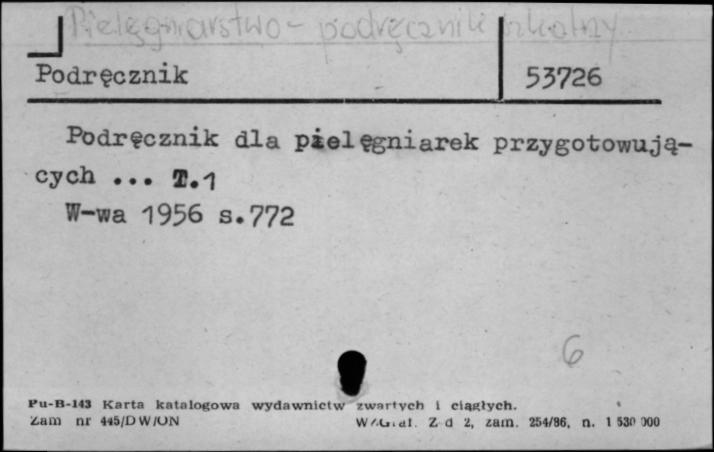 Pielęgniarstwo - podręcznik szkolny
Podręcznik 53726
Podręcznik dla pielęgniarek przygotowują-
cych ... T.1
W-wa 1956 s.772
6
Pu-B-143 Karta katalogowa wydawnictw zwartych i ciągłych.
Zam nr 445/DW/ON Z-d 2, zam. 254/86, n. 1 530 000